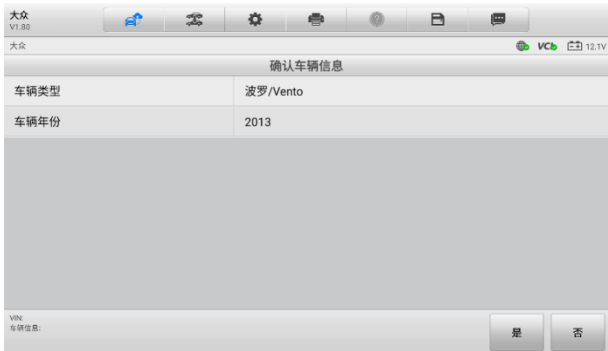 大众
V1.80
大众
VCI 12.1V
确认车辆信息
车辆类型 波罗/Vento
车辆年份 2013
VIN:
车辆信息:
是 否